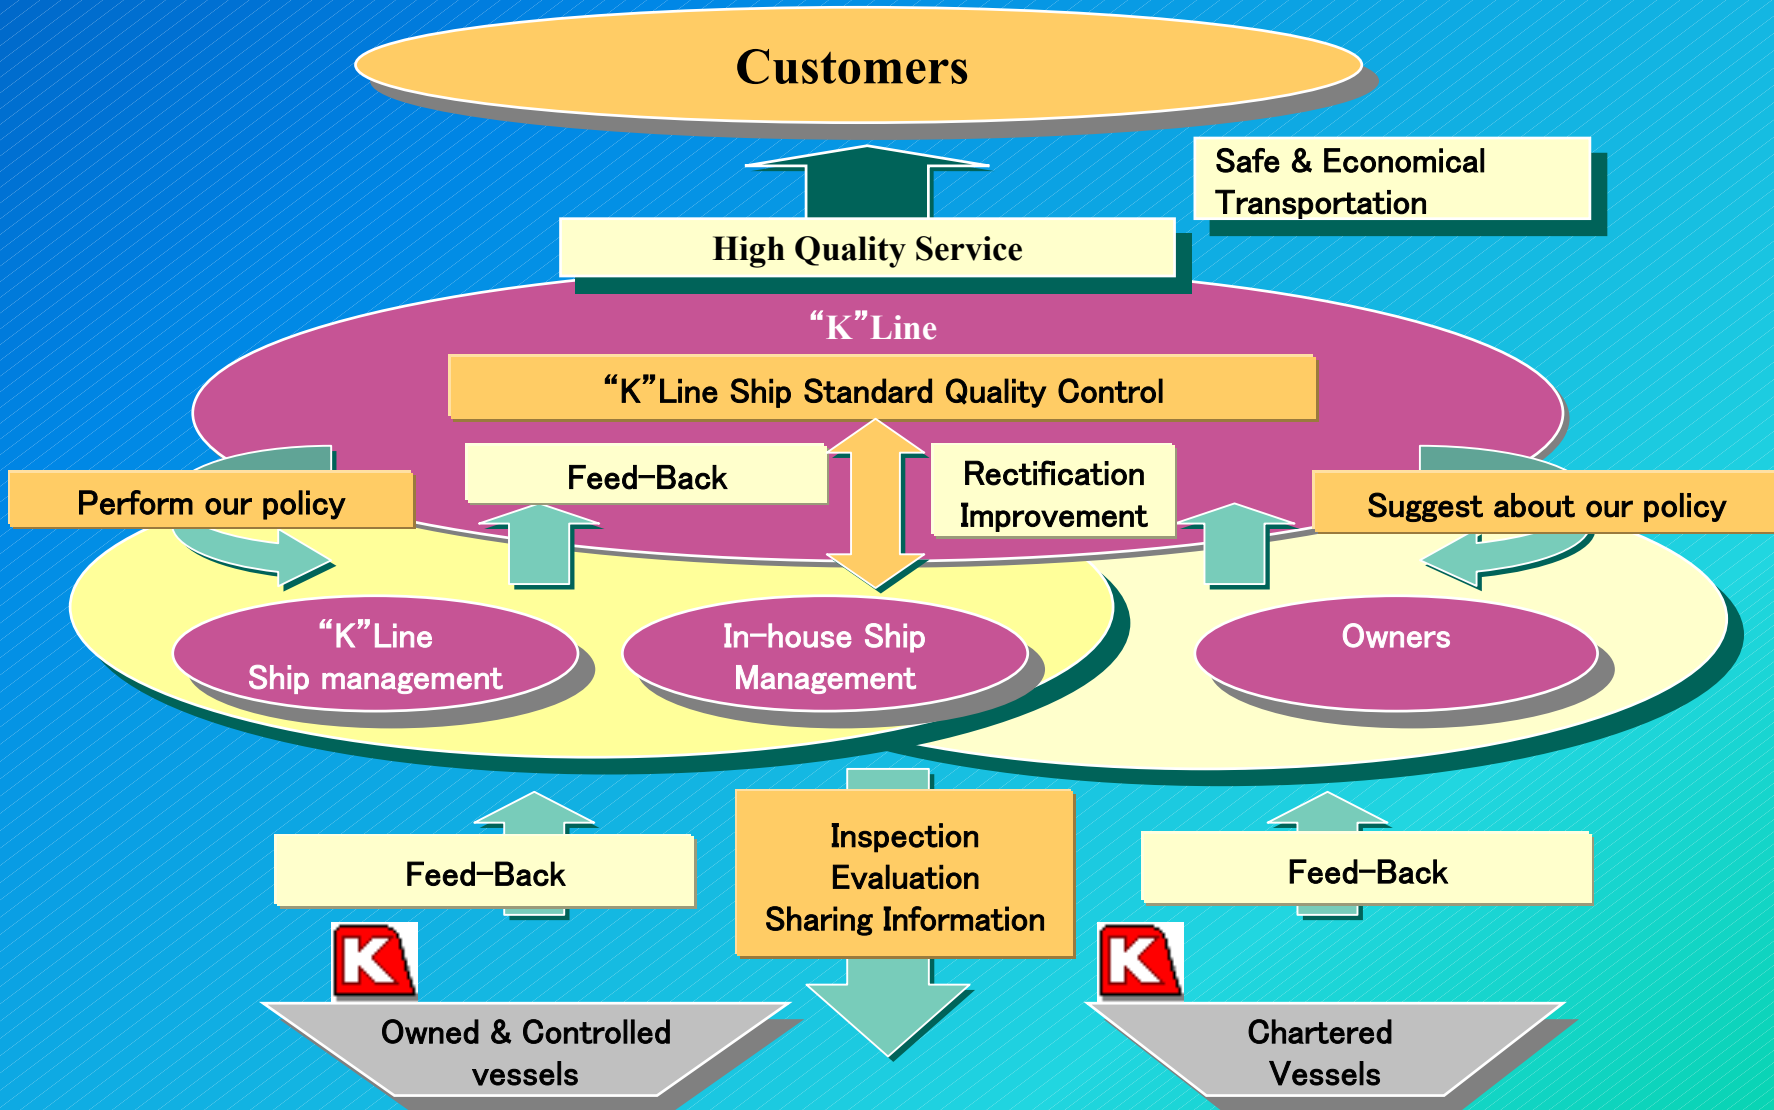 Customers
Safe & Economical
Transportation
High Quality Service
“K”Line
“K”Line Ship Standard Quality Control
Feed-Back
Rectification
Improvement
Perform our policy
Suggest about our policy
“K”Line
Ship management
In-house Ship
Management
Owners
Feed-Back
Inspection
Evaluation
Sharing Information
Feed-Back
K
K
Owned & Controlled
vessels
Chartered
Vessels